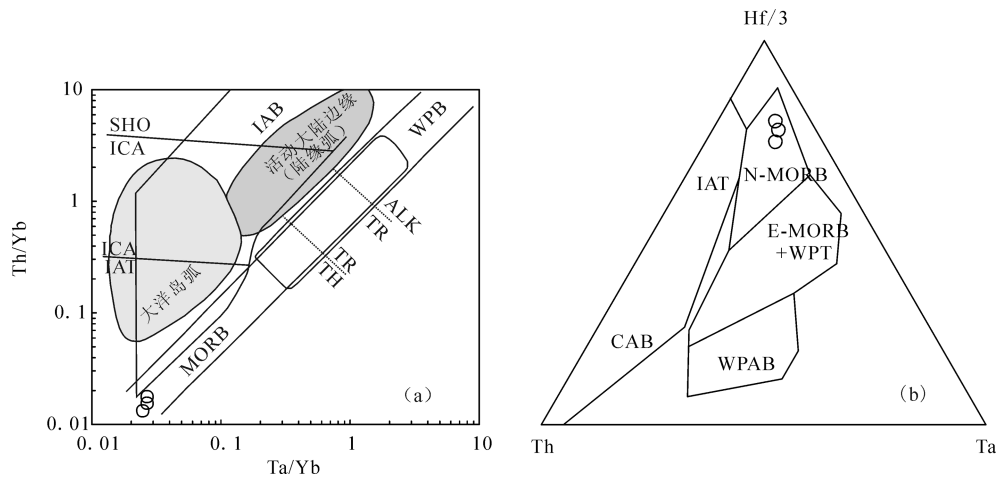 Hf/3
10
1
0.1
0.01
Th/Yb
SHO
ICA
IAB
活动大陆边缘
(陆缘弧)
WPB
ICA
IAT
大洋岛弧
ALK
TR
TR
TH
MORB
(a)
0.01
0.1
1
10
Ta/Yb
IAT
N-MORB
E-MORB
+WPT
CAB
WPAB
(b)
Th
Ta